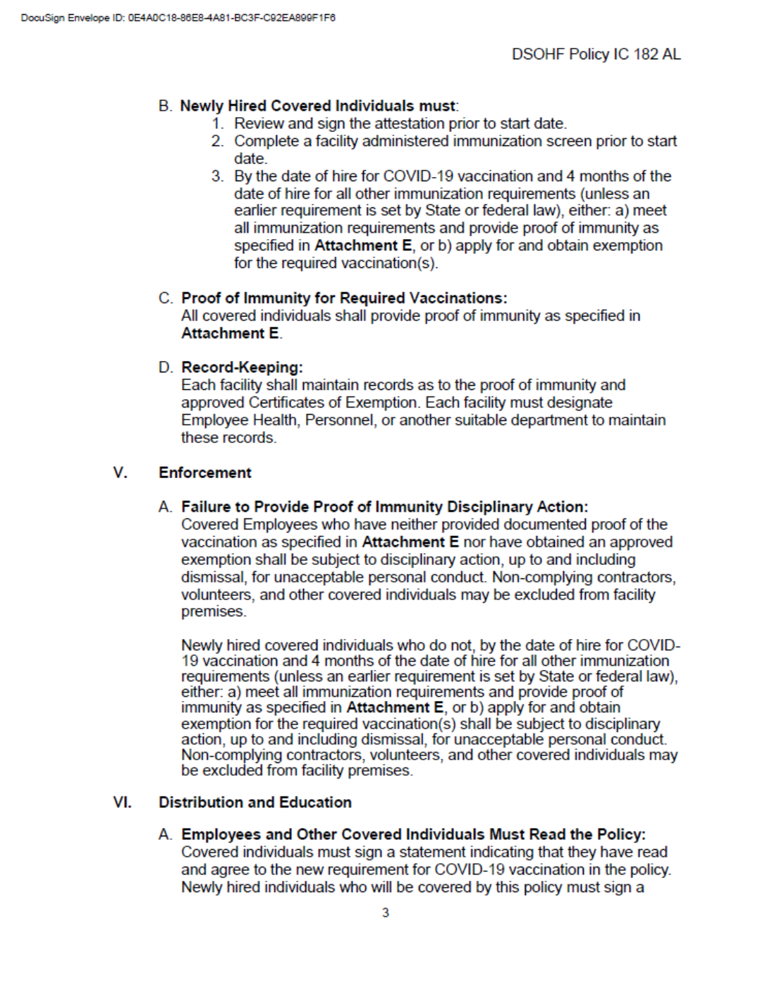 DocuSign Envelope ID: 0E4A0C18-86E8-4A81-BC3F-C92EA899F1F6
DSOHF Policy IC 182 AL
B. Newly Hired Covered Individuals must:
1. Review and sign the attestation prior to start date.
2. Complete a facility administered immunization screen prior to start
date.
3. By the date of hire for COVID-19 vaccination and 4 months of the
date of hire for all other immunization requirements (unless an
earlier requirement is set by State or federal law), either: a) meet
all immunization requirements and provide proof of immunity as
specified in Attachment E, or b) apply for and obtain exemption
for the required vaccination(s).
C. Proof of Immunity for Required Vaccinations:
All covered individuals shall provide proof of immunity as specified in
Attachment E.
D. Record-Keeping:
Each facility shall maintain records as to the proof of immunity and
approved Certificates of Exemption. Each facility must designate
Employee Health, Personnel, or another suitable department to maintain
these records.
V. Enforcement
A. Failure to Provide Proof of Immunity Disciplinary Action:
Covered Employees who have neither provided documented proof of the
vaccination as specified in Attachment E nor have obtained an approved
exemption shall be subject to disciplinary action, up to and including
dismissal, for unacceptable personal conduct. Non-complying contractors,
volunteers, and other covered individuals may be excluded from facility
premises.
Newly hired covered individuals who do not, by the date of hire for COVID-
19 vaccination and 4 months of the date of hire for all other immunization
requirements (unless an earlier requirement is set by State or federal law),
either: a) meet all immunization requirements and provide proof of
immunity as specified in Attachment E, or b) apply for and obtain
exemption for the required vaccination(s) shall be subject to disciplinary
action, up to and including dismissal, for unacceptable personal conduct.
Non-complying contractors, volunteers, and other covered individuals may
be excluded from facility premises.
VI. Distribution and Education
A. Employees and Other Covered Individuals Must Read the Policy:
Covered individuals must sign a statement indicating that they have read
and agree to the new requirement for COVID-19 vaccination in the policy.
Newly hired individuals who will be covered by this policy must sign a
3